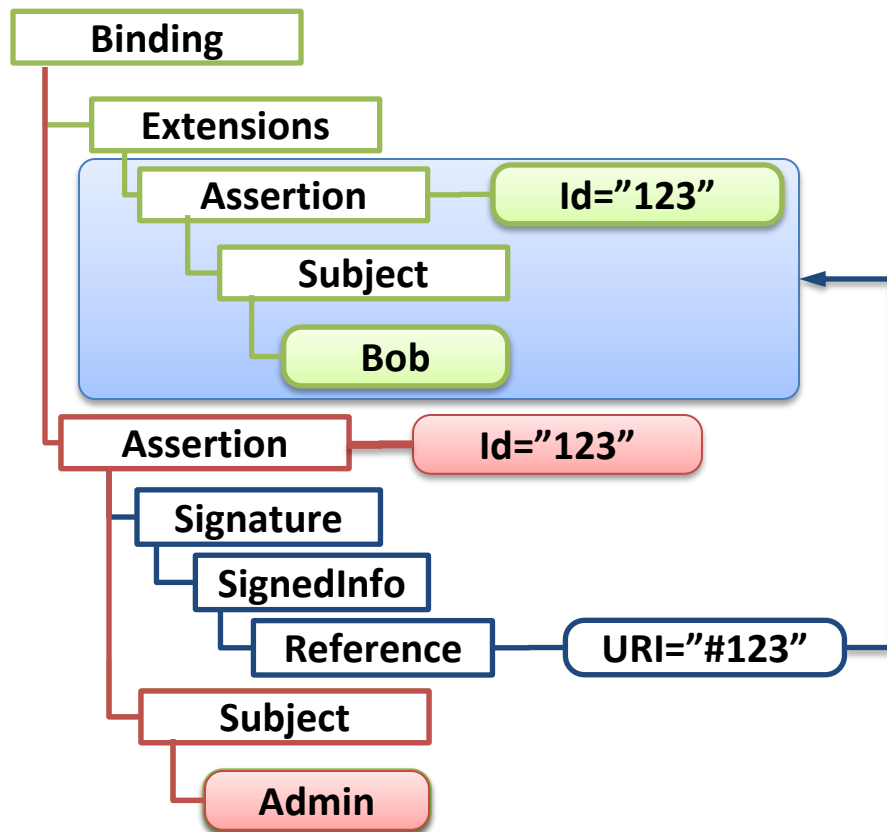 Binding
Extensions
Assertion Id=”123”
Subject
Bob
Assertion Id=”123”
Signature
SignedInfo
Reference URI=”#123”
Subject
Admin